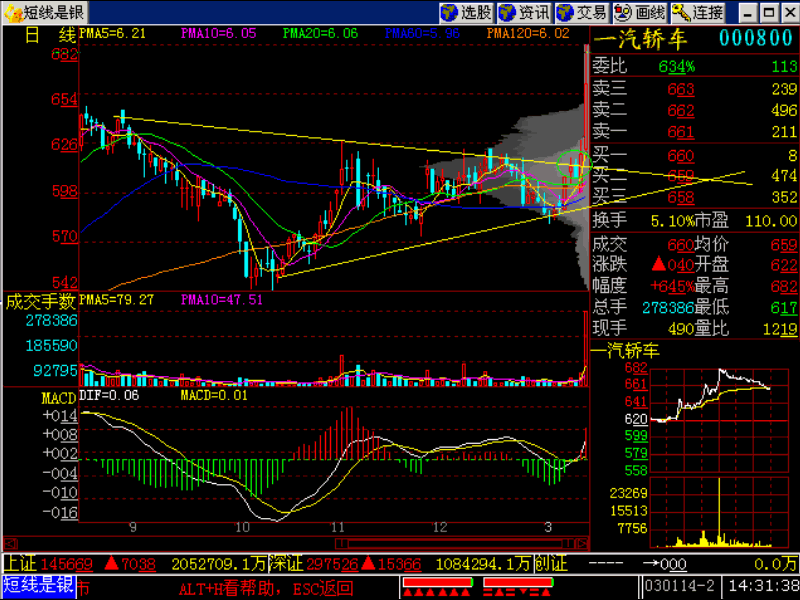 短线是银 选股 资讯 交易 画线 连接
日 线 PMA5=6.21 PMA10=6.05 PMA20=6.06 PMA60=5.96 PMA120=6.02
一汽轿车 000800
682
654
626
598
570
542
委比 634% 113
卖三 663 239
卖二 662 496
卖一 661 211
买一 660 8
买二 659 474
买三 658 352
换手 5.10% 市盈 110.00
成交 660 均价 659
涨跌 ▲040 开盘 622
幅度 +645% 最高 682
总手 278386 最低 617
现手 490 量比 1219
成交手数 PMA5=79.27 PMA10=47.51
278386
185590
92795
MACD DIF=0.06 MACD=0.01
+014
+008
+002
-004
-010
-016
9 10 11 12 3
一汽轿车
682
661
641
620
599
579
558
23269
15513
7756
上证 145669 ▲7038 2052709.1万 深证 297526 ▲15366 1084294.1万 创证 ---- →000 0.0万
短线是银 市 ALT+H看帮助, ESC返回 030114-2 14:31:38